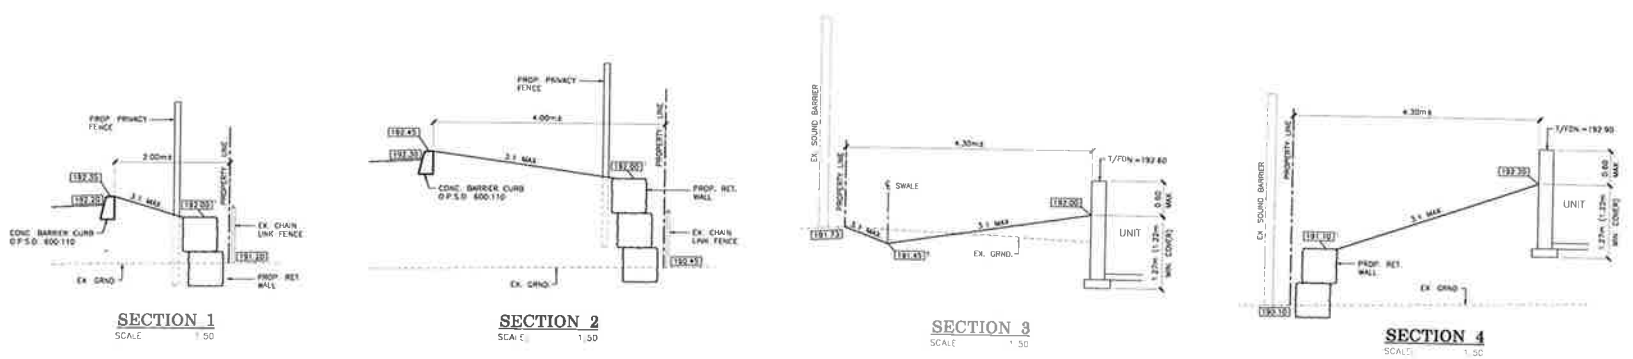 PROP. PRIVACY
FENCE
2.00m±
PROPERTY LINE
192.20
3:1 MAX
192.00
CONC. BARRIER CURB
O.P.S.D. 600.110
EX. CHAIN
LINK FENCE
191.20
EX. GRND.
PROP. RET.
WALL
SECTION 1
SCALE 1:50
PROP. PRIVACY
FENCE
4.00m±
PROPERTY LINE
192.45
192.30
3:1 MAX
192.00
CONC. BARRIER CURB
O.P.S.D. 600.110
PROP. RET.
WALL
EX. CHAIN
LINK FENCE
190.45
EX. GRND.
SECTION 2
SCALE 1:50
EX. SOUND BARRIER
PROPERTY LINE
4.30m±
T/FDN.=192.60
SWALE
0.60
MAX
192.00
3:1 MAX
3:1 MAX
191.73
191.45
EX. GRND.
UNIT
1.27m (1.22m
MIN COVER)
SECTION 3
SCALE 1:50
EX. SOUND BARRIER
PROPERTY LINE
4.30m±
T/FDN=192.90
0.60
MAX
192.30
3:1 MAX
UNIT
1.27m (1.22m
MIN COVER)
191.10
PROP. RET.
WALL
EX. GRND
190.10
SECTION 4
SCALE 1:50